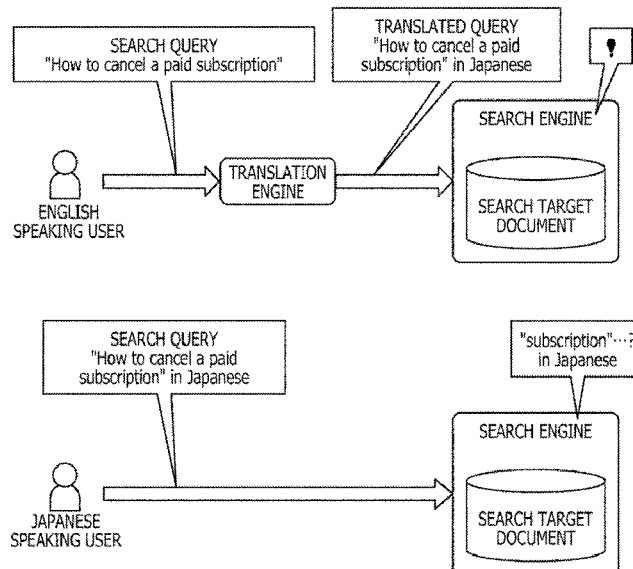 SEARCH QUERY
"How to cancel a paid subscription"
TRANSLATED QUERY
"How to cancel a paid
subscription" in Japanese
!
SEARCH ENGINE
TRANSLATION
ENGINE
SEARCH TARGET
DOCUMENT
ENGLISH
SPEAKING USER
SEARCH QUERY
"How to cancel a paid
subscription" in Japanese
"subscription"…?
in Japanese
SEARCH ENGINE
SEARCH TARGET
DOCUMENT
JAPANESE
SPEAKING USER